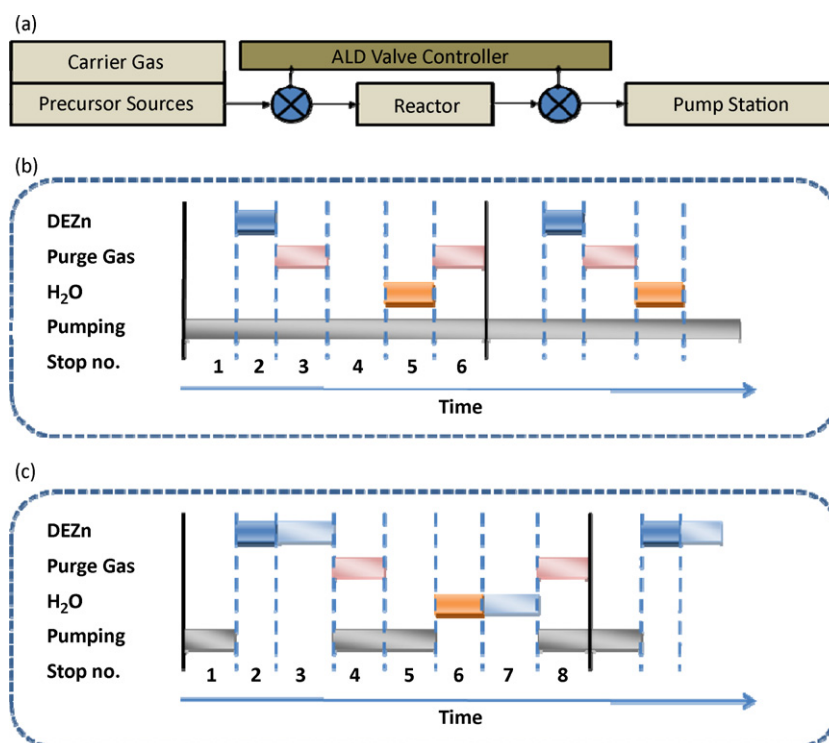 (a)
Carrier Gas
ALD Valve Controller
Precursor Sources
Reactor
Pump Station
(b)
DEZn
Purge Gas
H₂O
Pumping
Stop no. 1 2 3 4 5 6
Time
(c)
DEZn
Purge Gas
H₂O
Pumping
Stop no. 1 2 3 4 5 6 7 8
Time